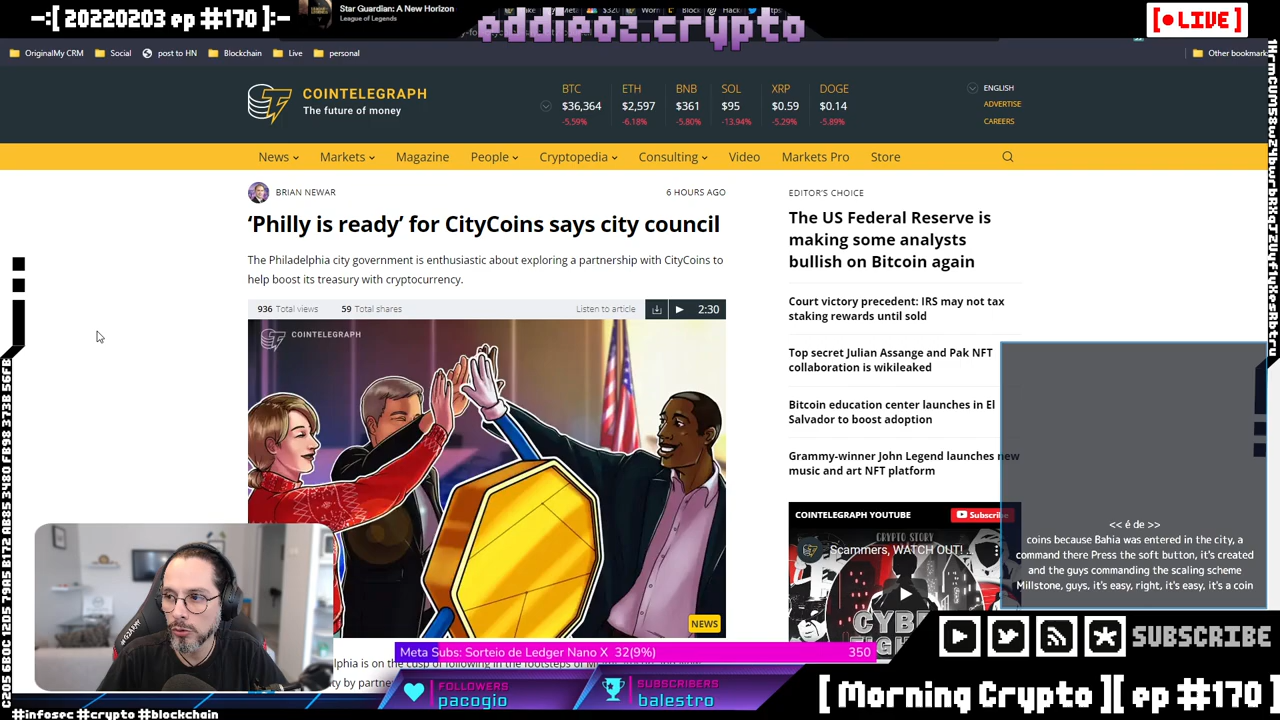 -:[ 20220203 ep #170 ]:-
Star Guardian: A New Horizon
League of Legends
eddieoz.crypto
[ LIVE ]
OriginalMy CRM
Social
post to HN
Blockchain
Live
personal
Other bookmark
COINTELEGRAPH
The future of money
BTC
ETH
BNB
SOL
XRP
DOGE
$36,364
$2,597
$361
$95
$0.59
$0.14
-5.59%
-6.18%
-5.80%
-13.94%
-5.29%
-5.89%
ENGLISH
ADVERTISE
CAREERS
News
Markets
Magazine
People
Cryptopedia
Consulting
Video
Markets Pro
Store
BRIAN NEWAR
6 HOURS AGO
‘Philly is ready’ for CityCoins says city council
The Philadelphia city government is enthusiastic about exploring a partnership with CityCoins to
help boost its treasury with cryptocurrency.
936 Total views
59 Total shares
Listen to article
2:30
COINTELEGRAPH
NEWS
EDITOR'S CHOICE
The US Federal Reserve is
making some analysts
bullish on Bitcoin again
Court victory precedent: IRS may not tax
staking rewards until sold
Top secret Julian Assange and Pak NFT
collaboration is wikileaked
Bitcoin education center launches in El
Salvador to boost adoption
Grammy-winner John Legend launches new
music and art NFT platform
COINTELEGRAPH YOUTUBE
Subscribe
CRYPTO STORY
Scammers, WATCH OUT! ...
<< é de >>
coins because Bahia was entered in the city, a
command there Press the soft button, it's created
and the guys commanding the scaling scheme
Millstone, guys, it's easy, right, it's easy, it's a coin
Meta Subs: Sorteio de Ledger Nano X 32(9%)
350
FOLLOWERS
pacogio
SUBSCRIBERS
balestro
SUBSCRIBE
[ Morning Crypto ][ ep #170 ]
#infosec #crypto #blockchain